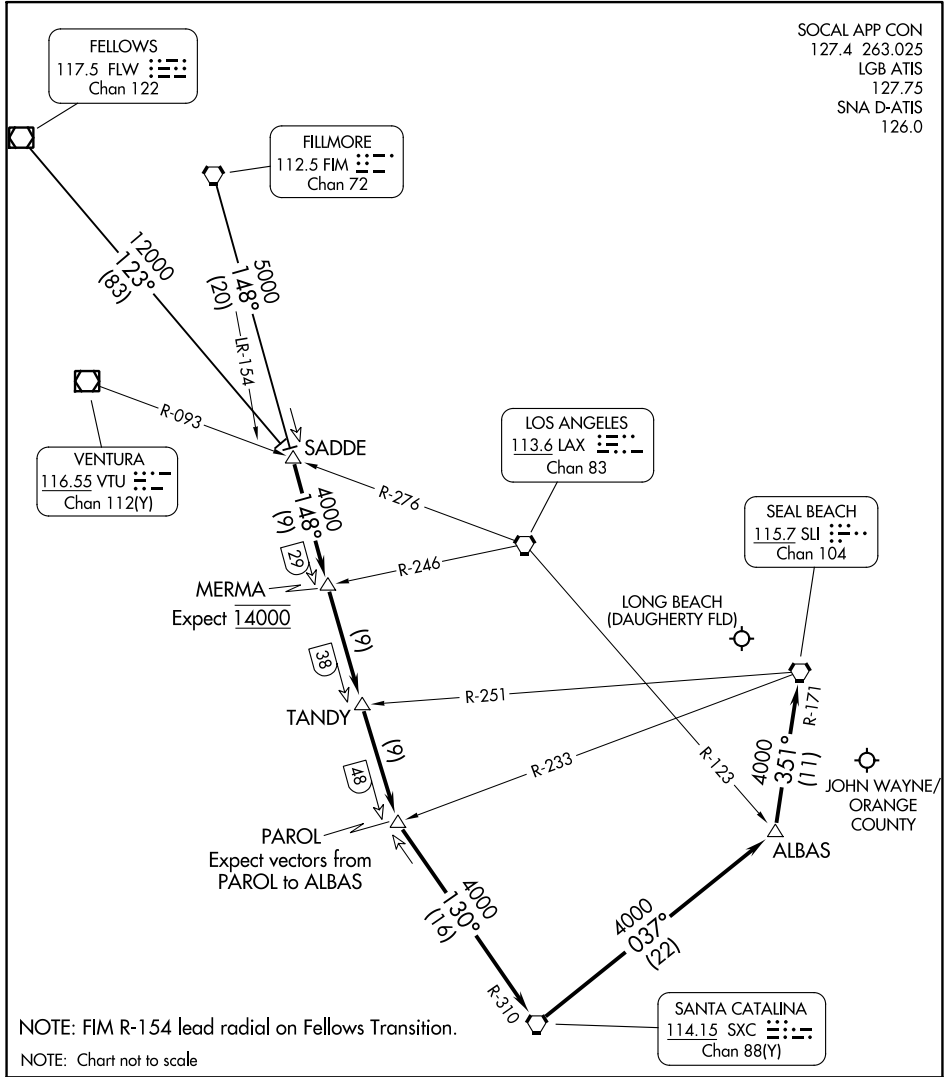 SOCAL APP CON
127.4 263.025
LGB ATIS
127.75
SNA D-ATIS
126.0
FELLOWS
117.5 FLW
Chan 122
FILLMORE
112.5 FIM
Chan 72
12000
123°
(83)
5000
148°
(20)
LR-154
R-093
VENTURA
116.55 VTU
Chan 112(Y)
SADDE
LOS ANGELES
113.6 LAX
Chan 83
R-276
4000
148°
(9)
SEAL BEACH
115.7 SLI
Chan 104
R-246
29
MERMA
Expect 14000
LONG BEACH
(DAUGHERTY FLD)
(9)
38
R-251
TANDY
R-171
(9)
R-233
R-123
4000
351°
(11)
48
JOHN WAYNE/
ORANGE
COUNTY
PAROL
Expect vectors from
PAROL to ALBAS
ALBAS
4000
130°
(16)
4000
037°
(22)
R-310
SANTA CATALINA
114.15 SXC
Chan 88(Y)
NOTE: FIM R-154 lead radial on Fellows Transition.
NOTE: Chart not to scale